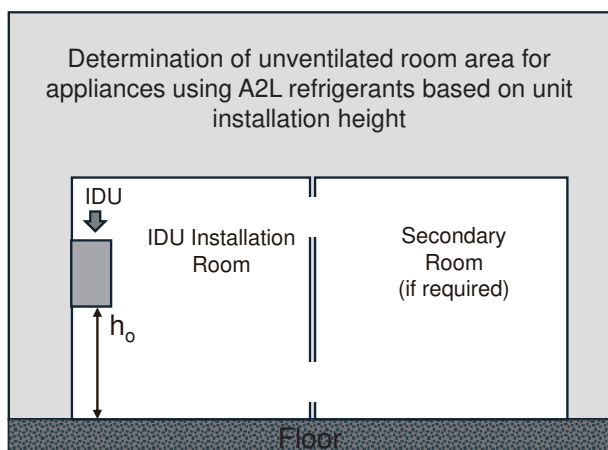 Determination of unventilated room area for
appliances using A2L refrigerants based on unit
installation height
IDU
IDU Installation
Room
Secondary
Room
(if required)
hₒ
Floor